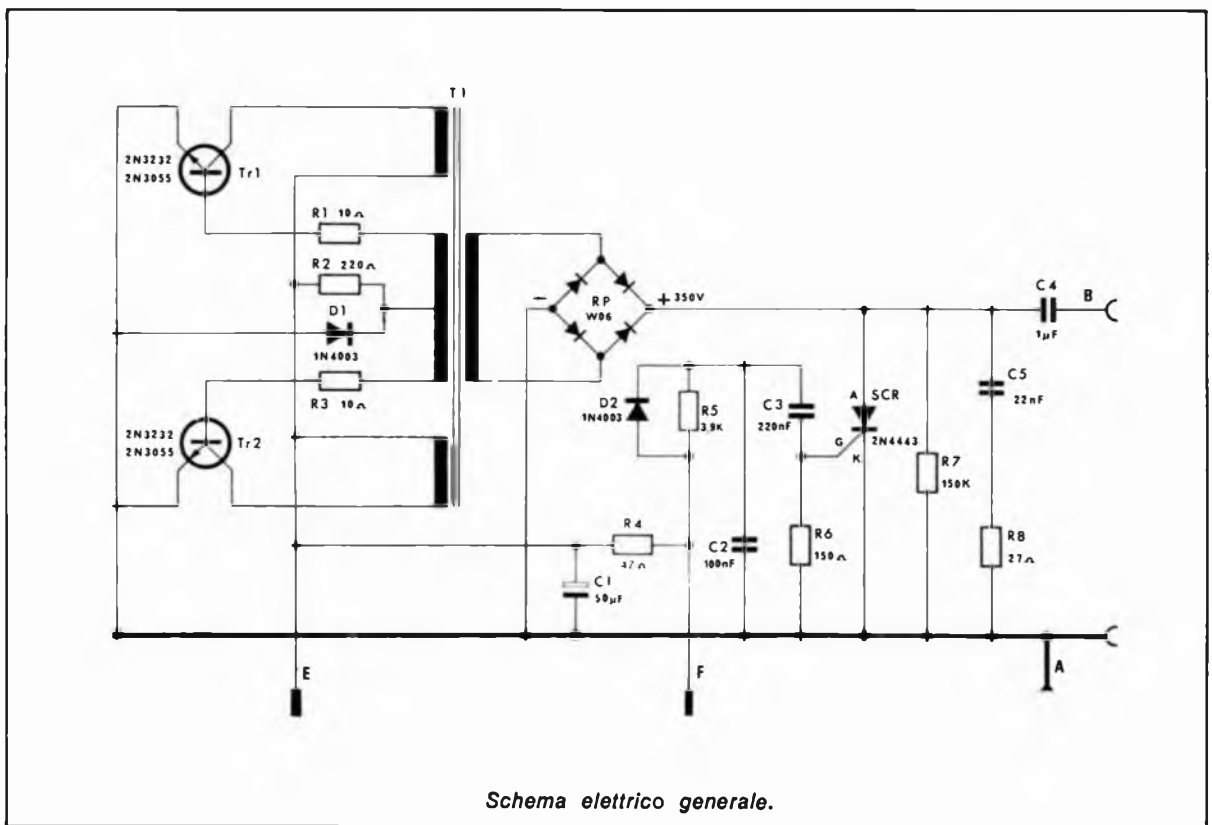 T1
2N3232
2N3055
Tr1
R1 10Ω
R2 220Ω
D1
1N4003
R3 10Ω
2N3232
2N3055
Tr2
−
RP
W06
+ 350V
C4
1µF
B
D2
1N4003
R5
3,9K
C3
220nF
A
SCR
G
K
2N4443
C5
22nF
R7
150K
R4
47Ω
C2
100nF
R6
150Ω
R8
27Ω
C1
50µF
E
F
A
Schema elettrico generale.